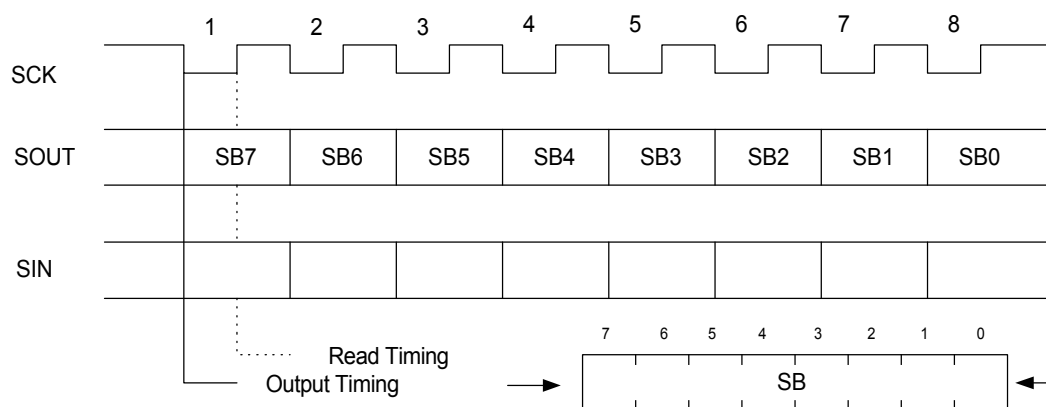 1 2 3 4 5 6 7 8
SCK
SOUT SB7 SB6 SB5 SB4 SB3 SB2 SB1 SB0
SIN
7 6 5 4 3 2 1 0
Read Timing
Output Timing SB